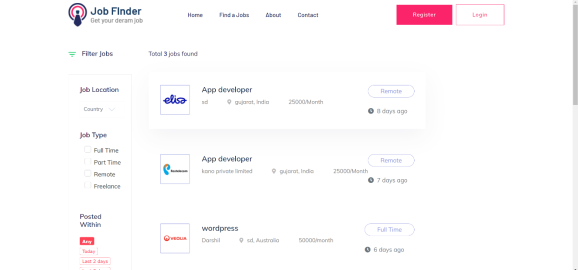 Job Finder
Get your deram job
Home Find a Jobs About Contact
Register Login
Filter Jobs
Total 3 jobs found
Job Location
Country
Job Type
Full Time
Part Time
Remote
Freelance
Posted
Within
Any
Today
Last 2 days
elisa
App developer
sd gujarat, India 25000/Month
Remote
8 days ago
App developer
kano private limited gujarat, India 25000/Month
Remote
7 days ago
VEOLIA
wordpress
Darshil sd, Australia 50000/month
Full Time
6 days ago